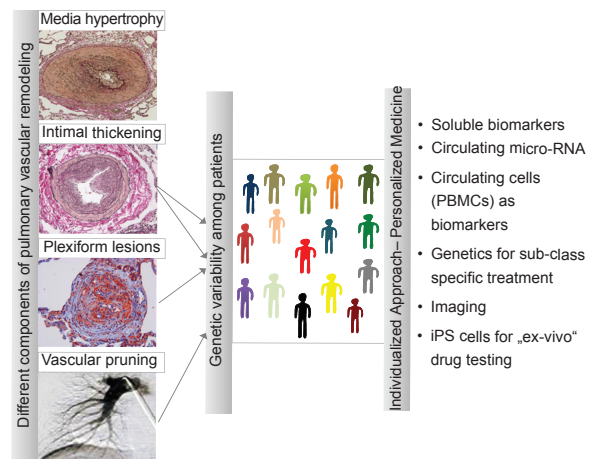 Different components of pulmonary vascular remodeling
Media hypertrophy
Intimal thickening
Plexiform lesions
Vascular pruning
Genetic variability among patients
Individualized Approach– Personalized Medicine
• Soluble biomarkers
• Circulating micro-RNA
• Circulating cells
(PBMCs) as
biomarkers
• Genetics for sub-class
specific treatment
• Imaging
• iPS cells for „ex-vivo“
drug testing